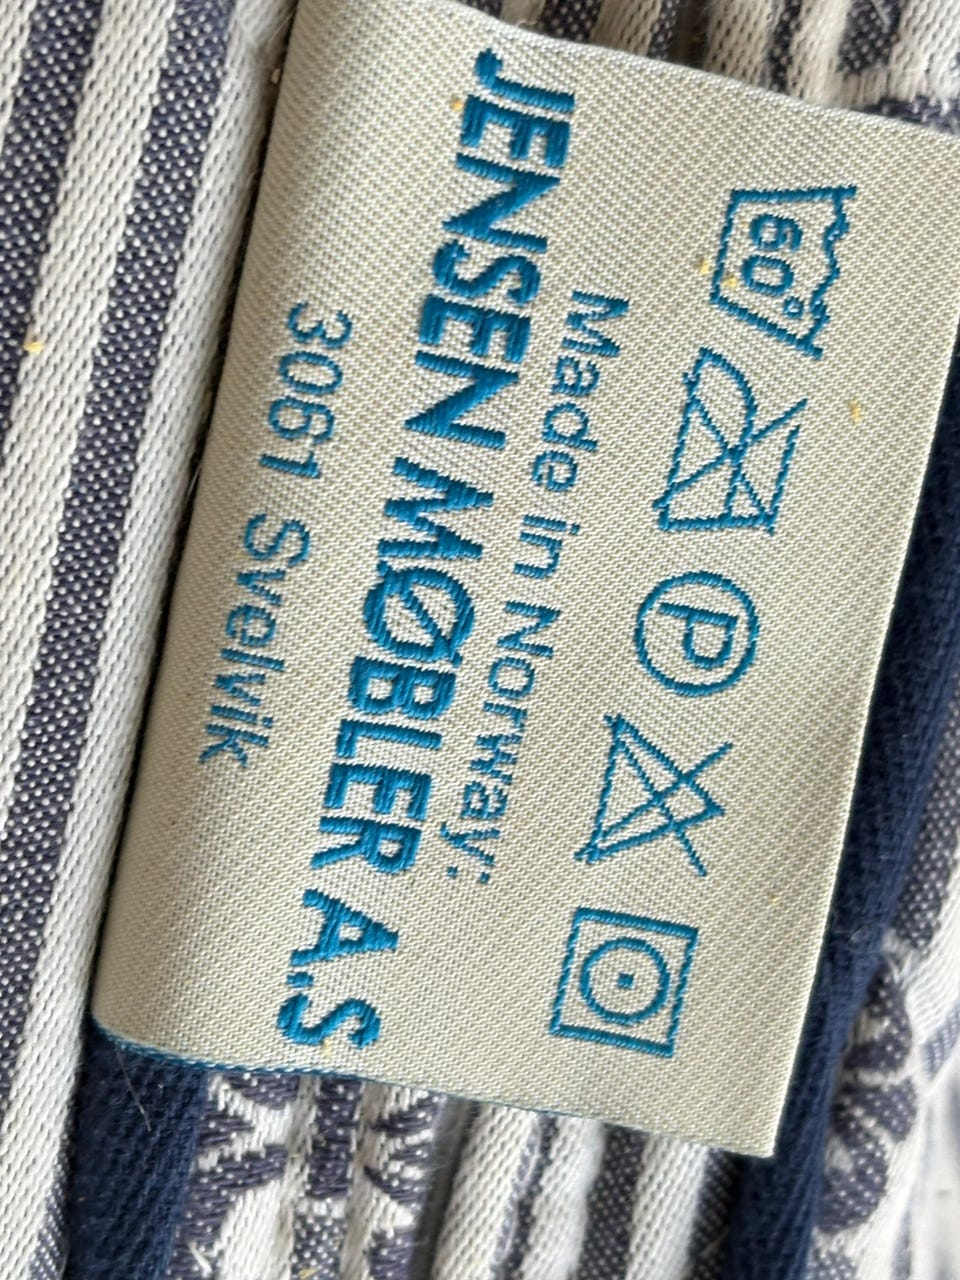 60°
P
Made in Norway:
JENSEN MØBLER A.S
3061 Svelvik